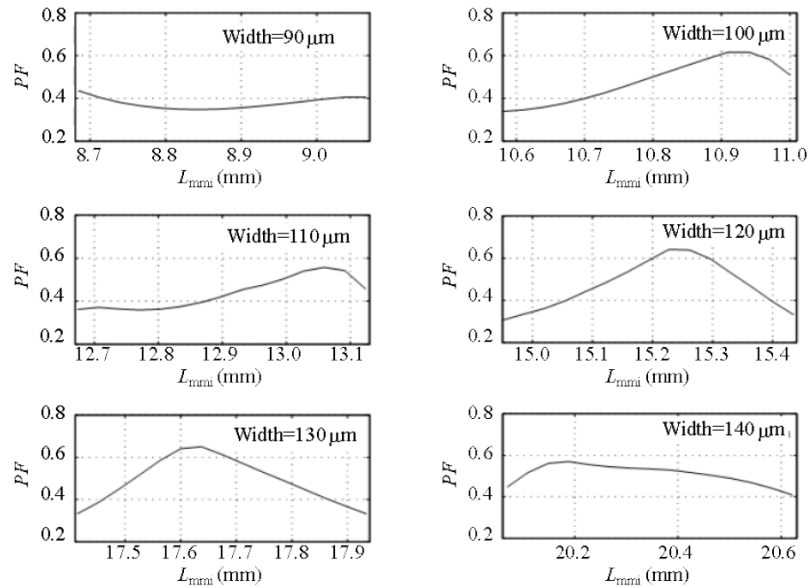 0.8
PF
0.6
0.4
0.2
Width=90 μm
8.7 8.8 8.9 9.0
Lmmi (mm)
0.8
PF
0.6
0.4
0.2
Width=100 μm
10.6 10.7 10.8 10.9 11.0
Lmmi (mm)
0.8
PF
0.6
0.4
0.2
Width=110 μm
12.7 12.8 12.9 13.0 13.1
Lmmi (mm)
0.8
PF
0.6
0.4
0.2
Width=120 μm
15.0 15.1 15.2 15.3 15.4
Lmmi (mm)
0.8
PF
0.6
0.4
0.2
Width=130 μm
17.5 17.6 17.7 17.8 17.9
Lmmi (mm)
0.8
PF
0.6
0.4
0.2
Width=140 μm
20.2 20.4 20.6
Lmmi (mm)